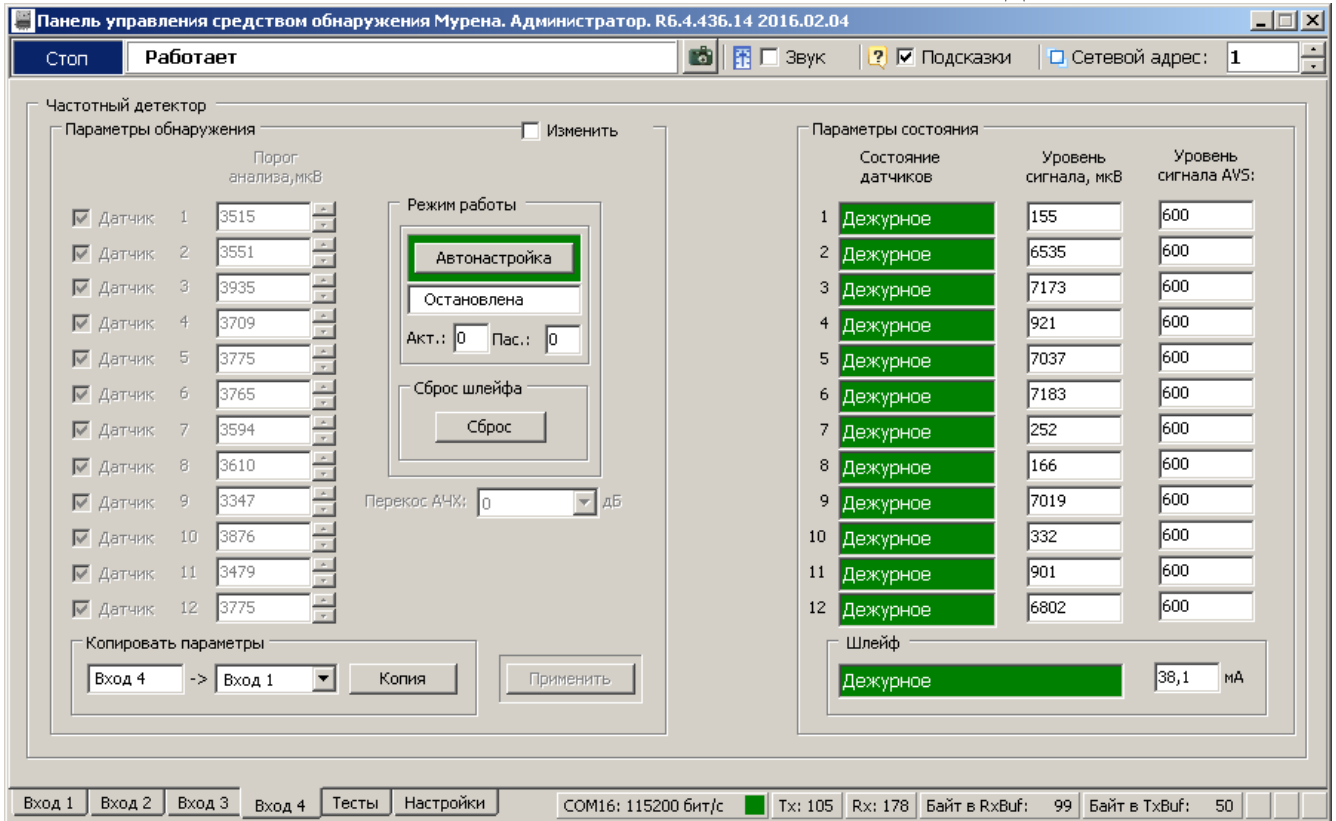 Панель управления средством обнаружения Мурена. Администратор. R6.4.436.14 2016.02.04
Стоп Работает Звук Подсказки Сетевой адрес: 1
Частотный детектор
Параметры обнаружения Изменить
Порог
анализа,мкВ
Датчик 1 3515
Датчик 2 3551
Датчик 3 3935
Датчик 4 3709
Датчик 5 3775
Датчик 6 3765
Датчик 7 3594
Датчик 8 3610
Датчик 9 3347
Датчик 10 3876
Датчик 11 3479
Датчик 12 3775
Режим работы
Автонастройка
Остановлена
Акт.: 0 Пас.: 0
Сброс шлейфа
Сброс
Перекос АЧХ: 0 дБ
Копировать параметры
Вход 4 -> Вход 1 Копия
Применить
Параметры состояния
Состояние
датчиков
Уровень
сигнала, мкВ
Уровень
сигнала AVS:
1 Дежурное 155 600
2 Дежурное 6535 600
3 Дежурное 7173 600
4 Дежурное 921 600
5 Дежурное 7037 600
6 Дежурное 7183 600
7 Дежурное 252 600
8 Дежурное 166 600
9 Дежурное 7019 600
10 Дежурное 332 600
11 Дежурное 901 600
12 Дежурное 6802 600
Шлейф
Дежурное 38,1 мА
Вход 1 Вход 2 Вход 3 Вход 4 Тесты Настройки COM16: 115200 бит/с Tx: 105 Rx: 178 Байт в RxBuf: 99 Байт в TxBuf: 50